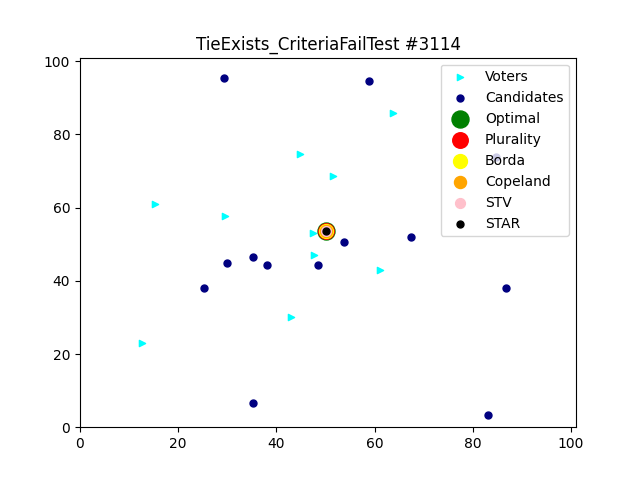 TieExists_CriteriaFailTest #3114
100
80
60
40
20
0
0
20
40
60
80
100
Voters
Candidates
Optimal
Plurality
Borda
Copeland
STV
STAR